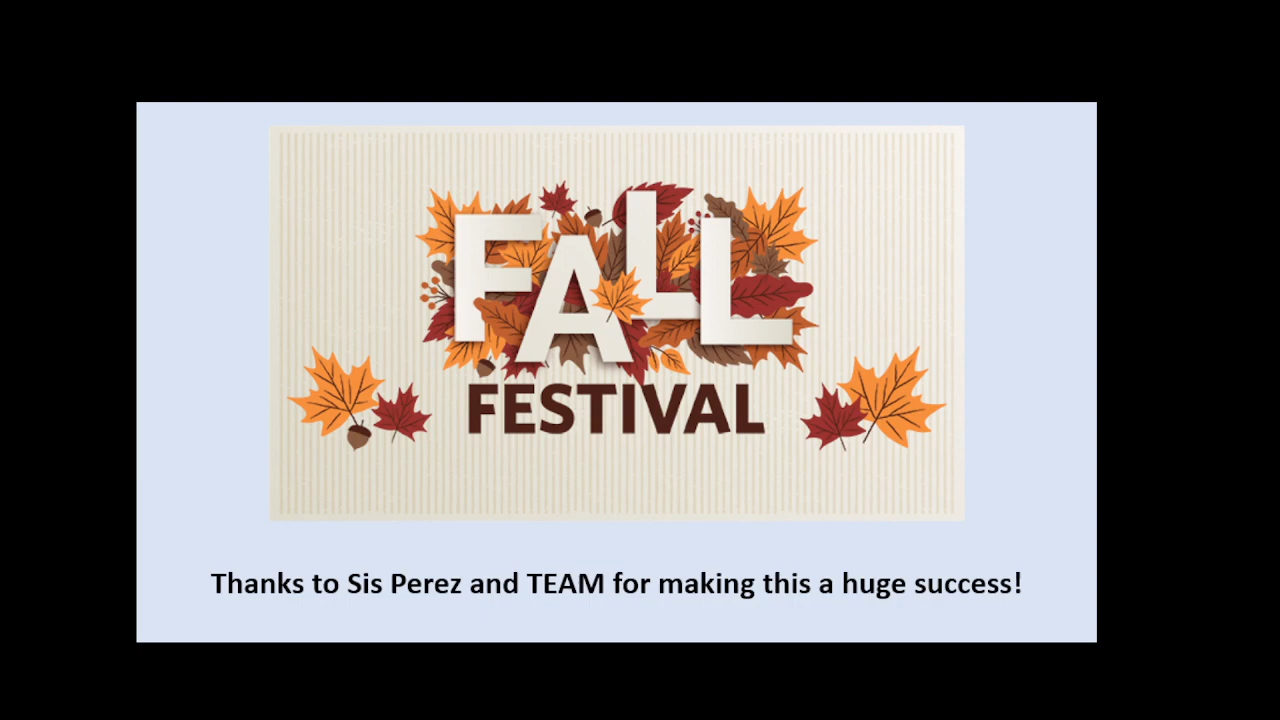 FALL
FESTIVAL
Thanks to Sis Perez and TEAM for making this a huge success!